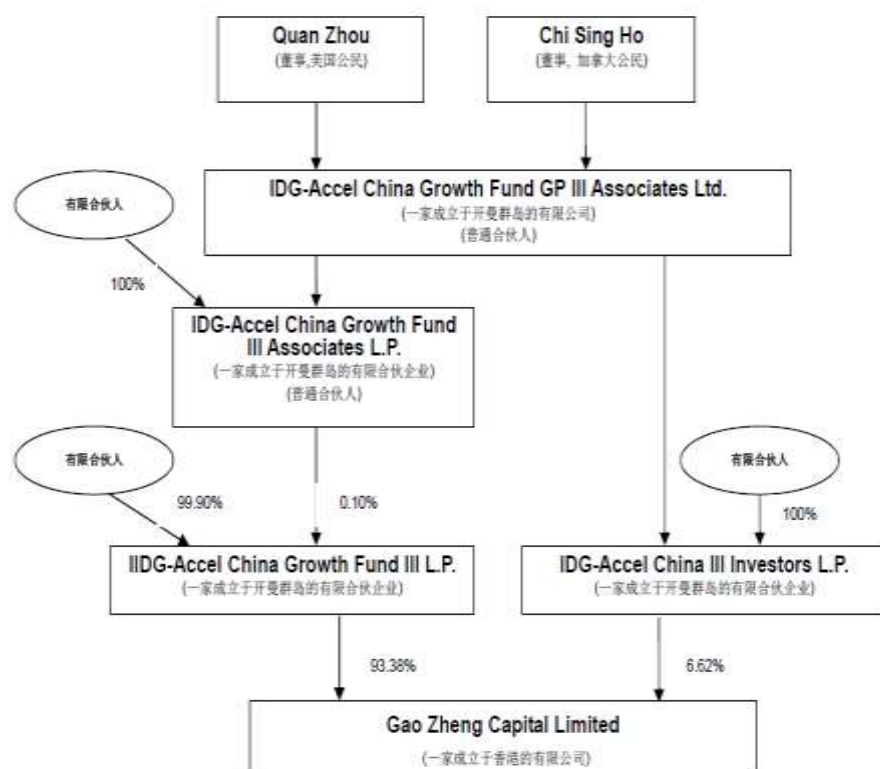 Quan Zhou
(董事,美国公民)
Chi Sing Ho
(董事, 加拿大公民)
IDG-Accel China Growth Fund GP III Associates Ltd.
(一家成立于开曼群岛的有限公司)
(普通合伙人)
有限合伙人
100%
IDG-Accel China Growth Fund
III Associates L.P.
(一家成立于开曼群岛的有限合伙企业)
(普通合伙人)
有限合伙人
99.90%
0.10%
有限合伙人
100%
IIDG-Accel China Growth Fund III L.P.
(一家成立于开曼群岛的有限合伙企业)
IDG-Accel China III Investors L.P.
(一家成立于开曼群岛的有限合伙企业)
93.38%
6.62%
Gao Zheng Capital Limited
(一家成立于香港的有限公司)